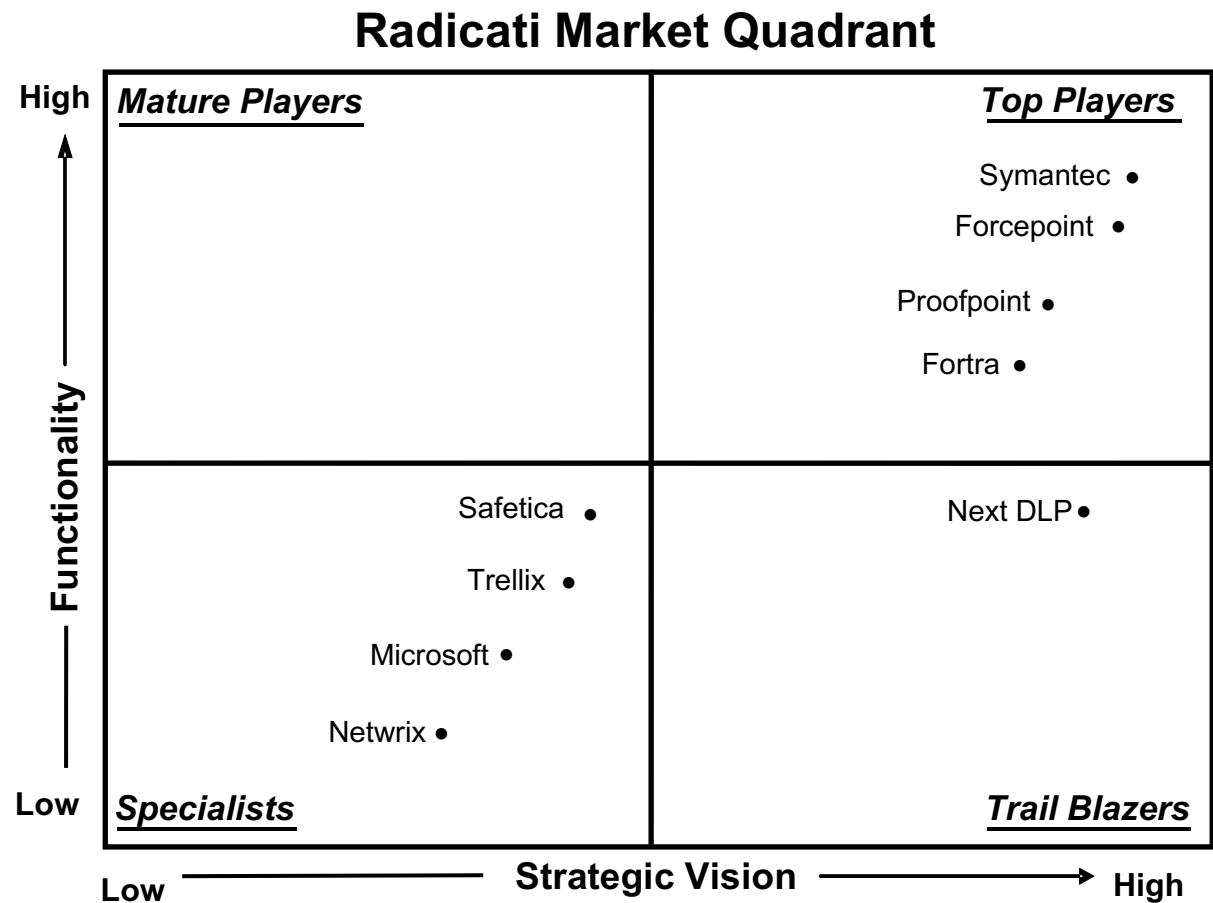 Radicati Market Quadrant
High
Mature Players
Top Players
Symantec
Forcepoint
Proofpoint
Fortra
Functionality
Safetica
Next DLP
Trellix
Microsoft
Netwrix
Low
Specialists
Trail Blazers
Low
Strategic Vision
High